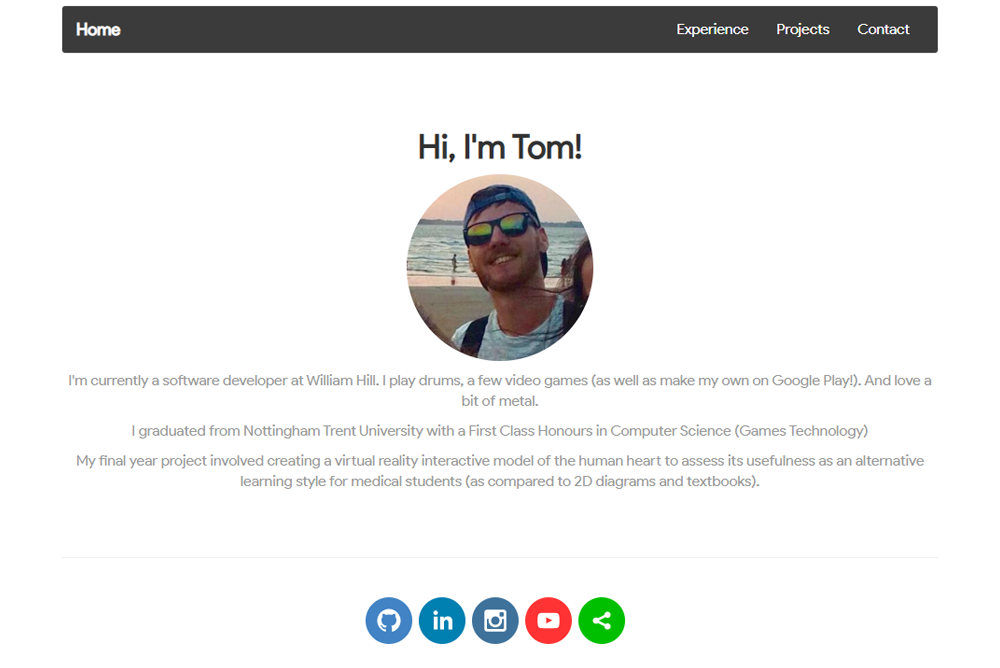 Home
Experience Projects Contact
Hi, I'm Tom!
I'm currently a software developer at William Hill. I play drums, a few video games (as well as make my own on Google Play!). And love a
bit of metal.
I graduated from Nottingham Trent University with a First Class Honours in Computer Science (Games Technology)
My final year project involved creating a virtual reality interactive model of the human heart to assess its usefulness as an alternative
learning style for medical students (as compared to 2D diagrams and textbooks).
in